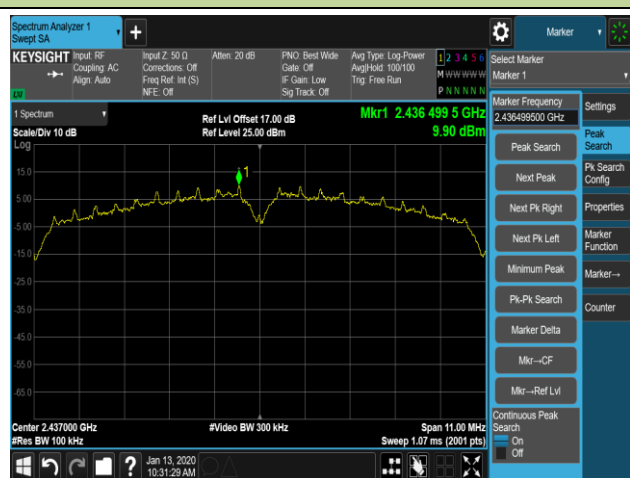 Spectrum Analyzer 1
Swept SA
+
Marker
KEYSIGHT
Input: RF
Coupling: AC
Align: Auto
Input Z: 50 Ω
Corrections: Off
Freq Ref: Int (S)
NFE: Off
Atten: 20 dB
PNO: Best Wide
Gate: Off
IF Gain: Low
Sig Track: Off
Avg Type: Log-Power
Avg|Hold: 100/100
Trig: Free Run
1 2 3 4 5 6
M W W W W W
P N N N N N
LXI
Select Marker
Marker 1
1 Spectrum
Scale/Div 10 dB
Ref Lvl Offset 17.00 dB
Ref Level 25.00 dBm
Mkr1 2.436 499 5 GHz
9.90 dBm
Log
15.0
5.00
-5.00
-15.0
-25.0
-35.0
-45.0
-55.0
-65.0
1
Center 2.437000 GHz
#Res BW 100 kHz
#Video BW 300 kHz
Span 11.00 MHz
Sweep 1.07 ms (2001 pts)
Marker Frequency
2.436499500 GHz
Peak Search
Next Peak
Next Pk Right
Next Pk Left
Minimum Peak
Pk-Pk Search
Marker Delta
Mkr→CF
Mkr→Ref Lvl
Continuous Peak
Search
On
Off
Settings
Peak
Search
Pk Search
Config
Properties
Marker
Function
Marker→
Counter
?
Jan 13, 2020
10:31:29 AM